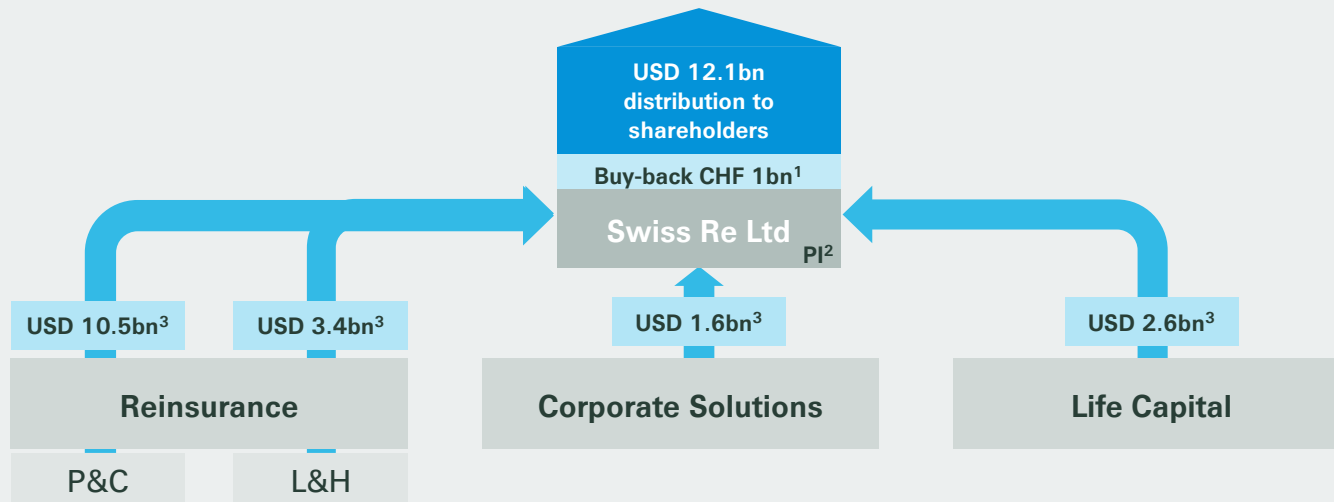 USD 12.1bn
distribution to
shareholders
Buy-back CHF 1bn¹
Swiss Re Ltd
PI²
USD 10.5bn³
USD 3.4bn³
USD 1.6bn³
USD 2.6bn³
Reinsurance
Corporate Solutions
Life Capital
P&C
L&H